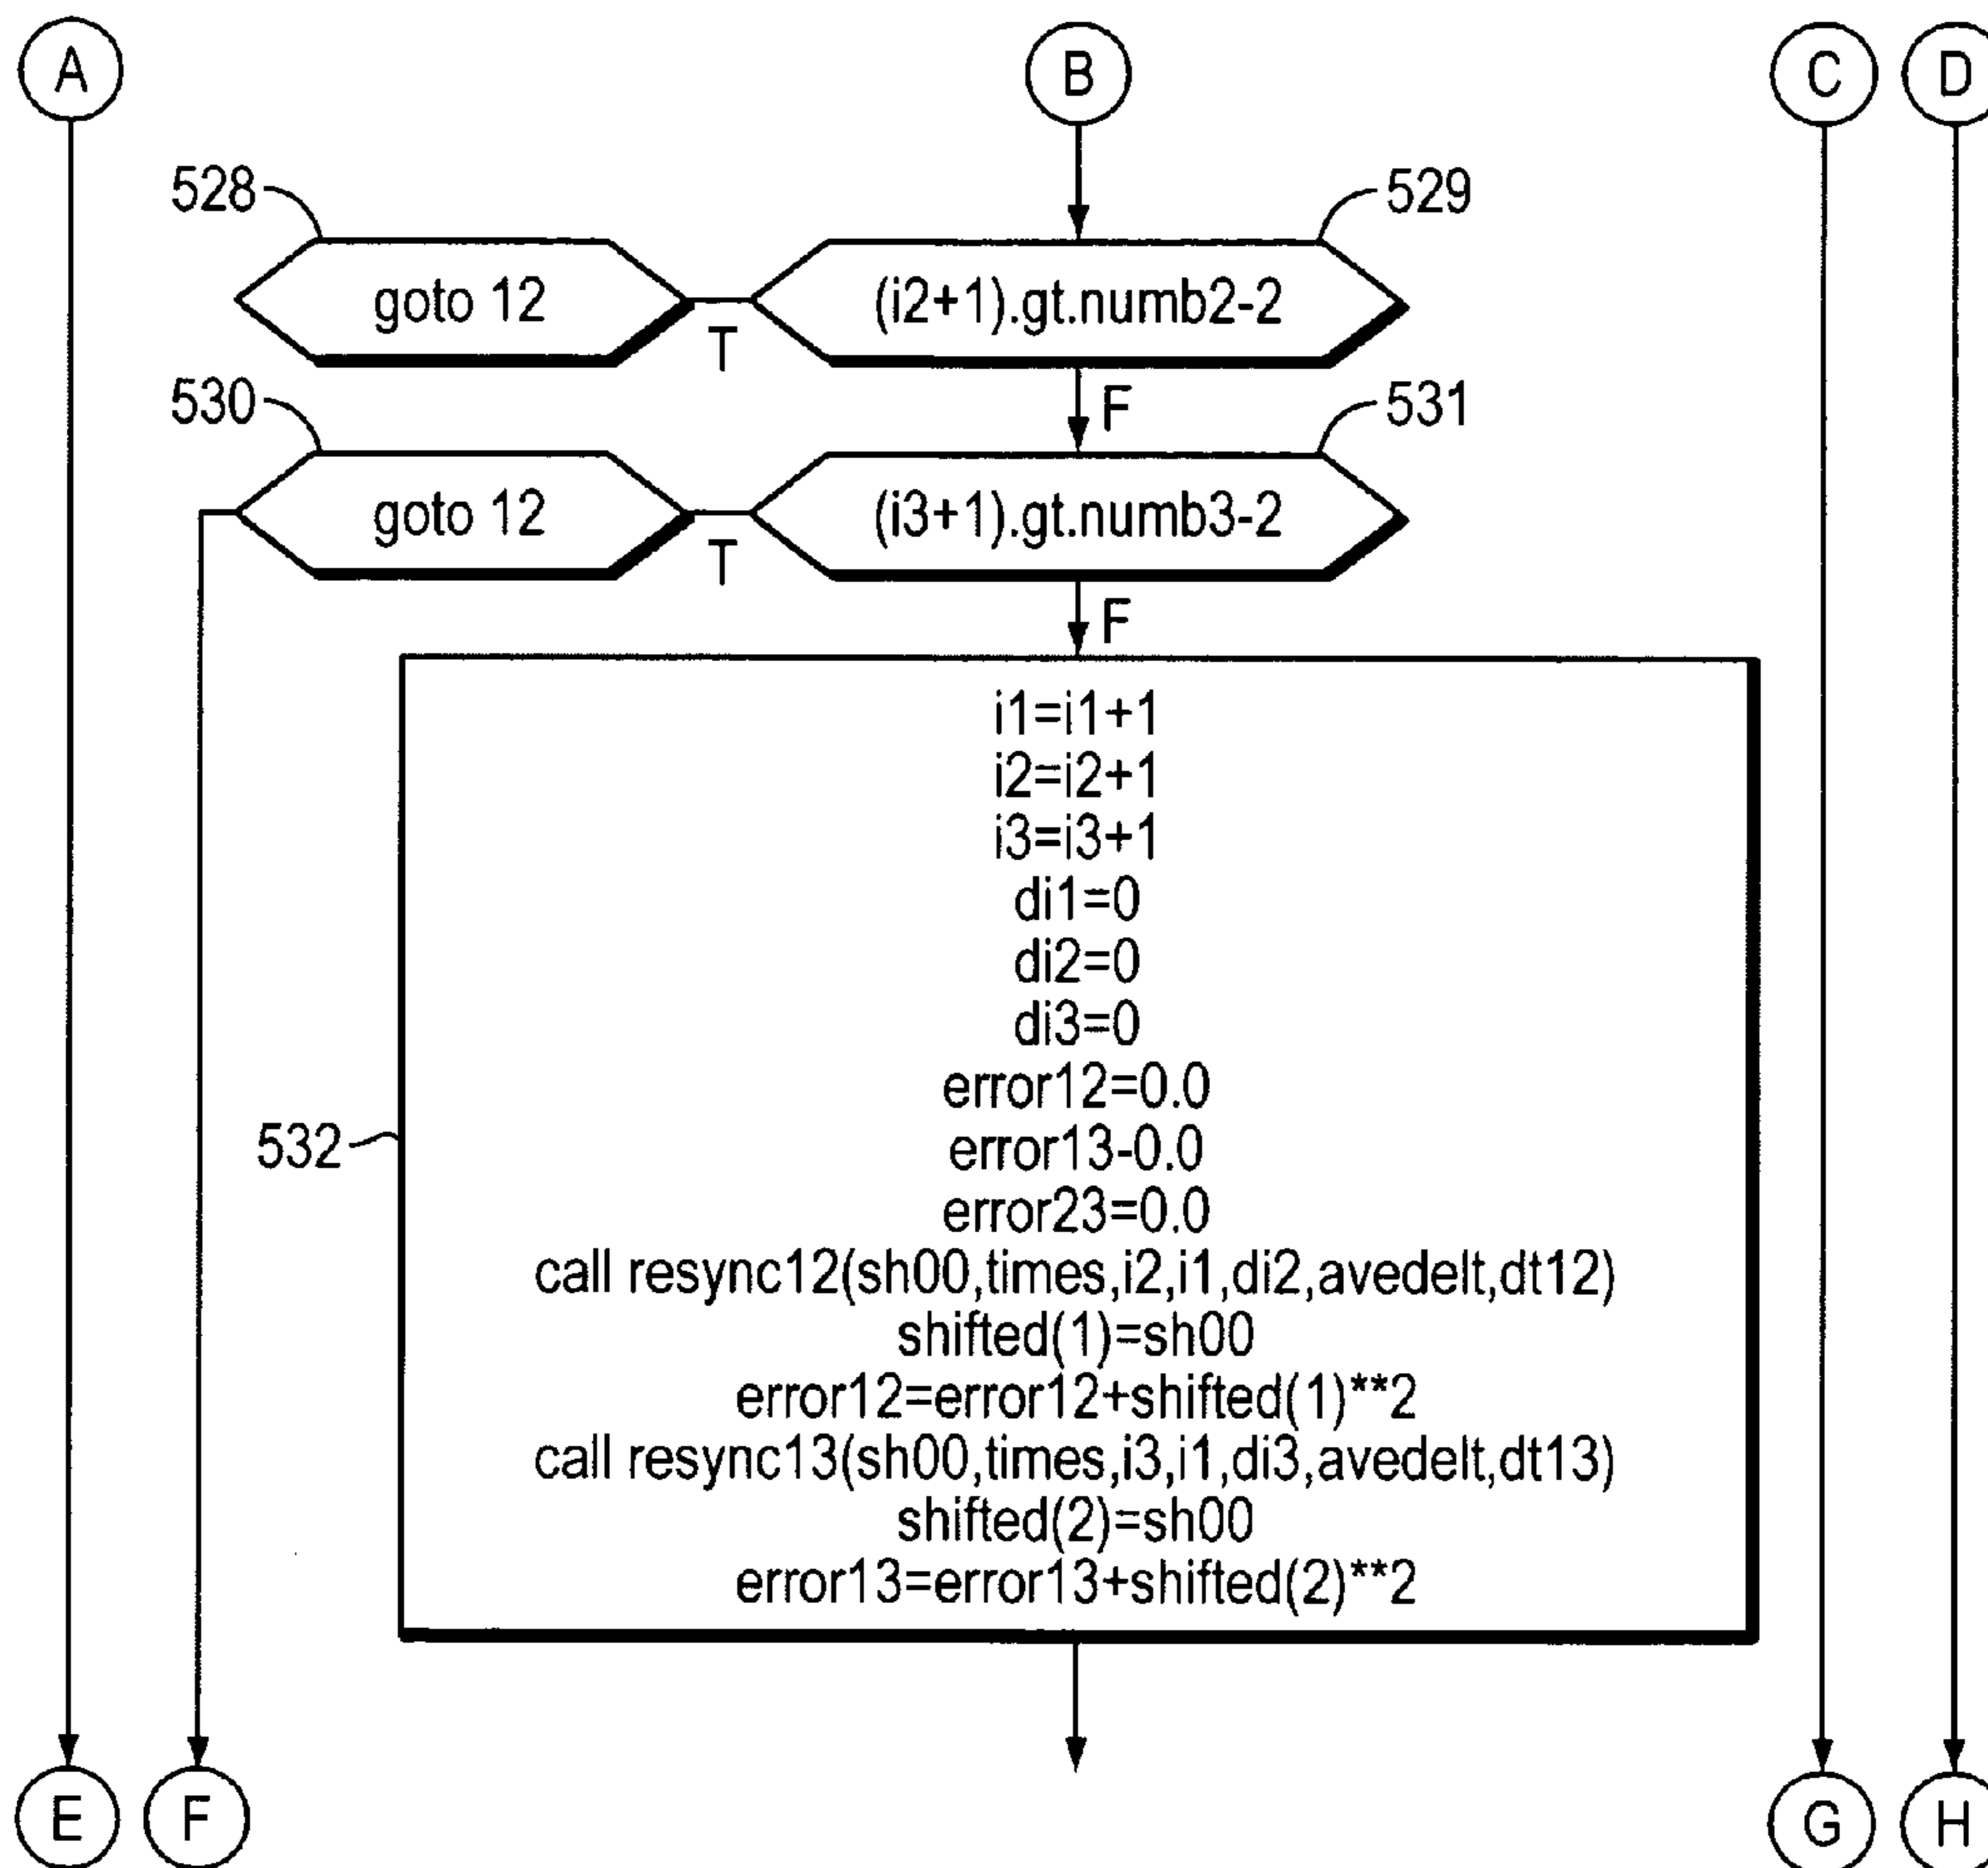 A
B
C
D
528
529
goto 12
T
(i2+1).gt.numb2-2
F
530
531
goto 12
T
(i3+1).gt.numb3-2
F
i1=i1+1
i2=i2+1
i3=i3+1
di1=0
di2=0
di3=0
error12=0.0
532
error13-0.0
error23=0.0
call resync12(sh00,times,i2,i1,di2,avedelt,dt12)
shifted(1)=sh00
error12=error12+shifted(1)**2
call resync13(sh00,times,i3,i1,di3,avedelt,dt13)
shifted(2)=sh00
error13=error13+shifted(2)**2
E
F
G
H